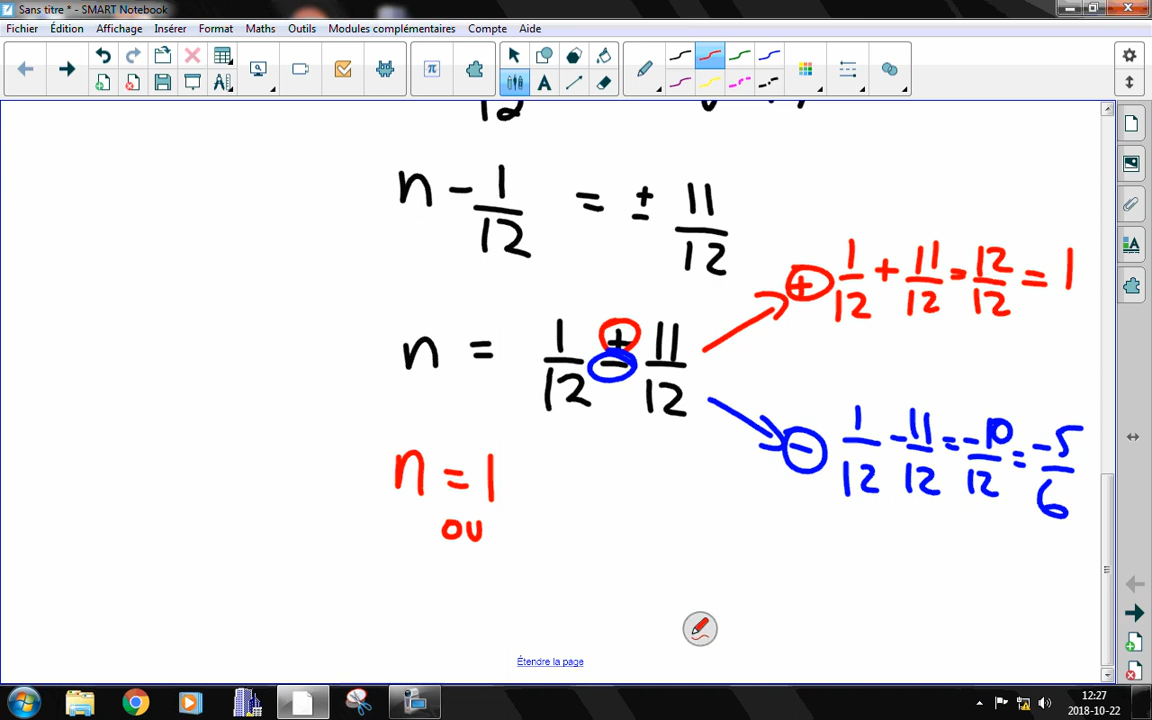 Sans titre * - SMART Notebook
Fichier Édition Affichage Insérer Format Maths Outils Modules complémentaires Compte Aide
12
n - 1/12 = ± 11/12
⊕ 1/12 + 11/12 = 12/12 = 1
n = 1/12 ± 11/12
⊖ 1/12 - 11/12 = -10/12 = -5/6
n = 1
ou
Étendre la page
12:27
2018-10-22